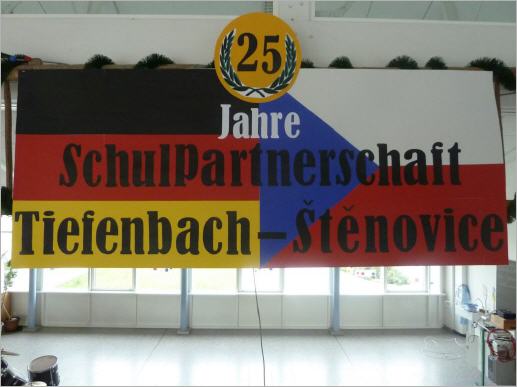 25
Jahre
Schulpartnerschaft
Tiefenbach – Štěnovice